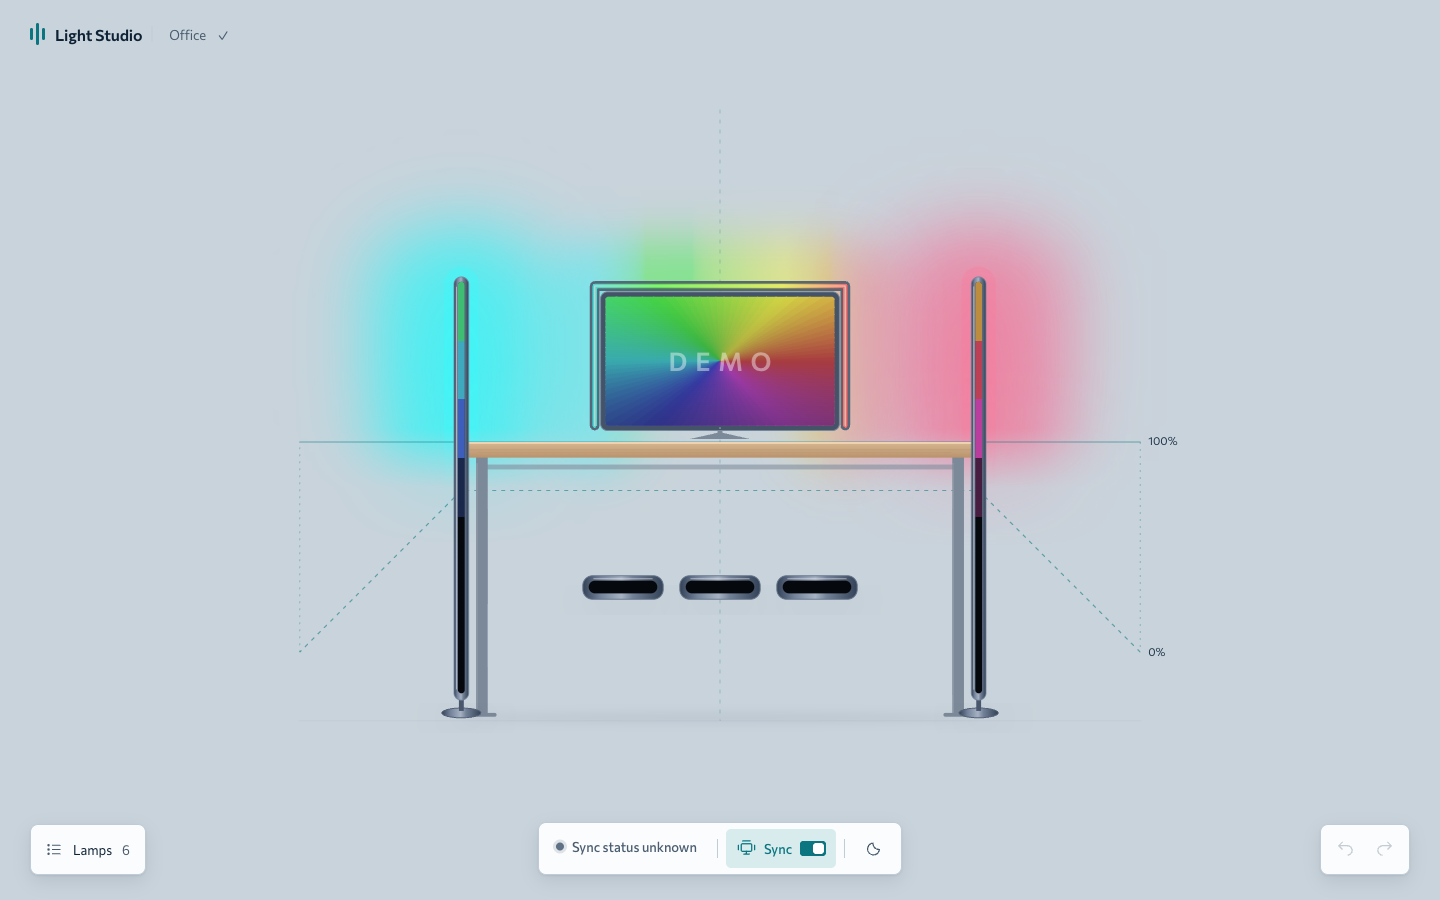 Light Studio
Office
DEMO
100%
0%
Lamps 6
Sync status unknown
Sync